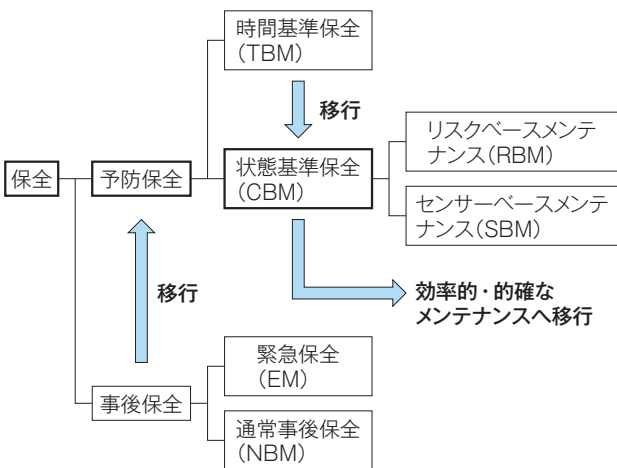 時間基準保全
(TBM)
移行
保全
予防保全
状態基準保全
(CBM)
リスクベースメンテ
ナンス(RBM)
センサーベースメンテ
ナンス(SBM)
移行
効率的・的確な
メンテナンスへ移行
事後保全
緊急保全
(EM)
通常事後保全
(NBM)